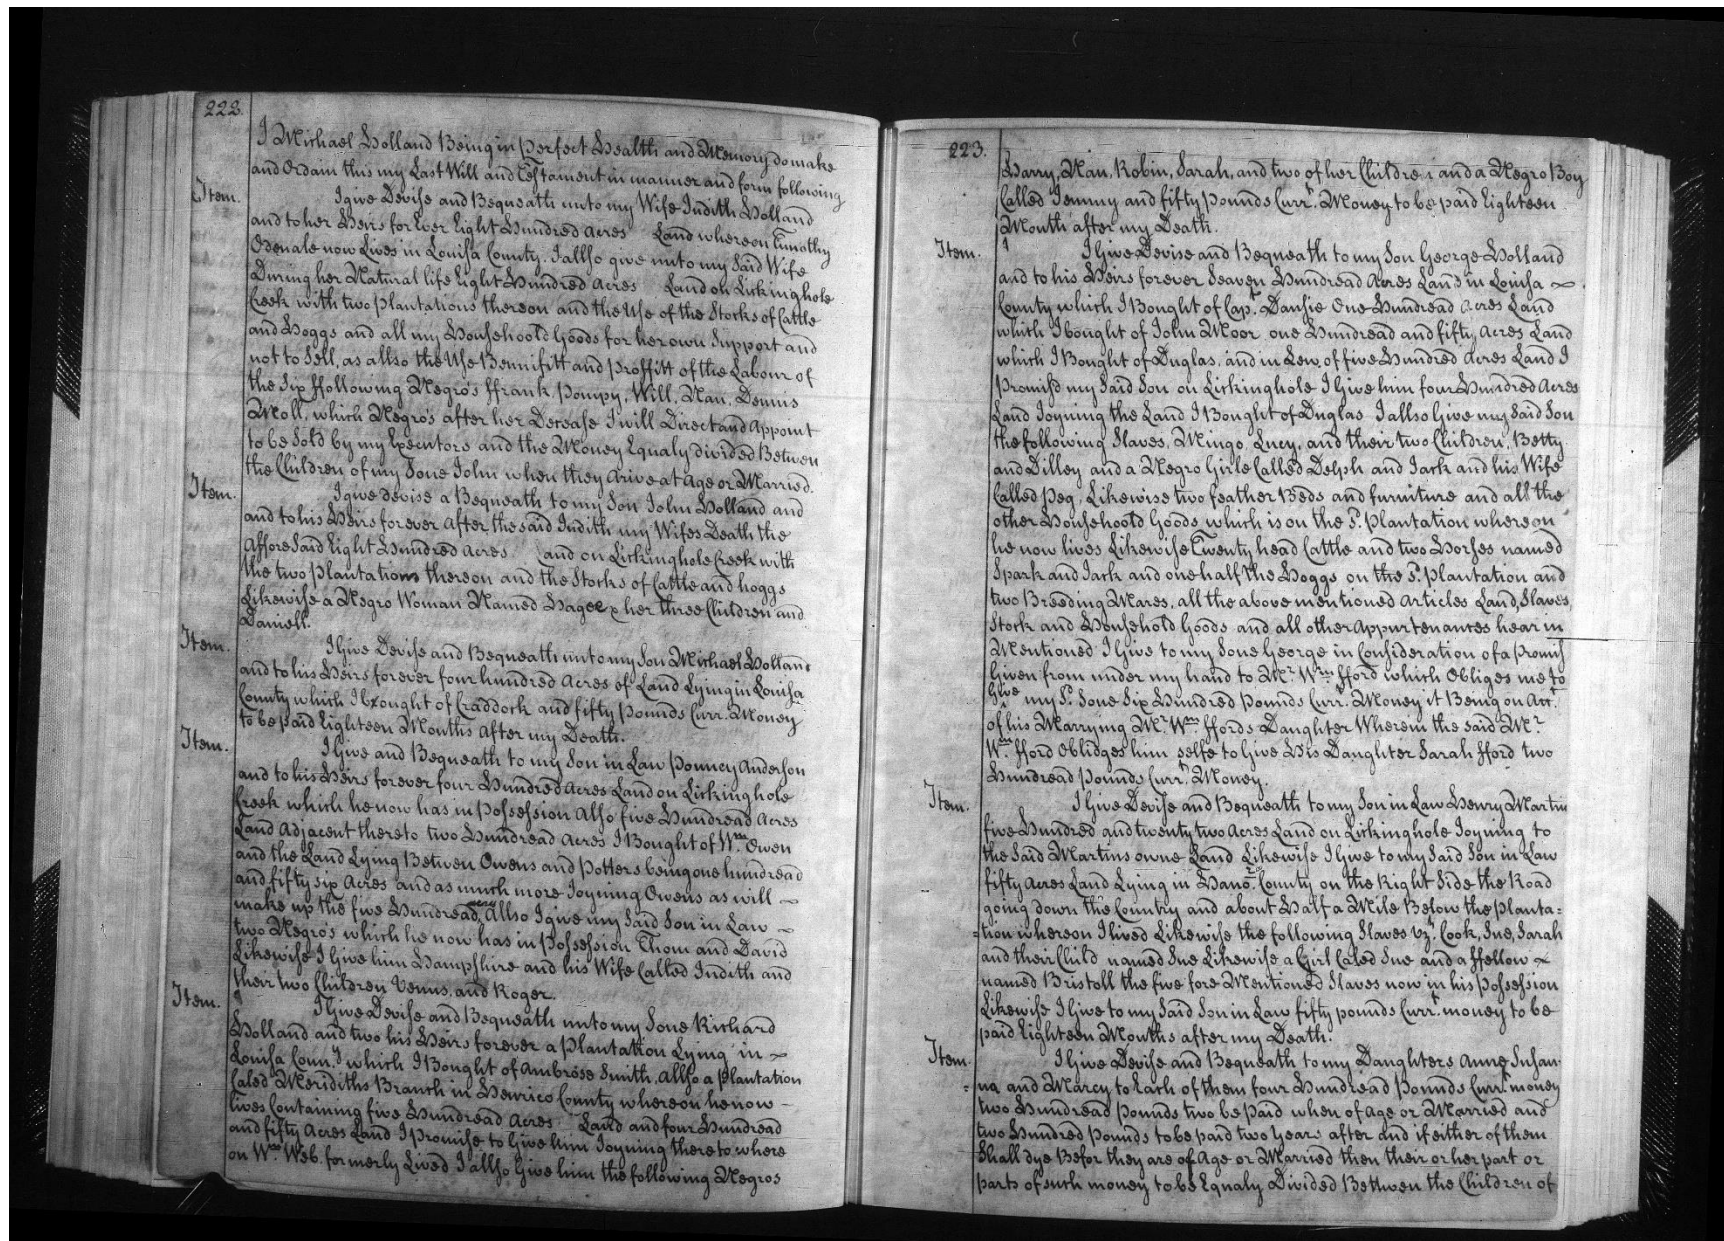 222.
I Michael Holland Being in perfect Health and Memory do make
and Ordain this my Last Will and Testament in manner and form following
Item. I give Devise and Bequeath unto my Wife Judith Holland
and to her Heirs for Ever Eight Hundred acres Land whereon Timothy
Odenale now Lives in Louisa County. I allso give unto my Said Wife
During her Natural life Eight Hundred Acres Land on Lickinghole
Creek with two plantations thereon and the Use of the Stocks of Cattle
and Hoggs and all my Househoold Goods for her own Support and
not to Sell, as allso the Use Bennifitt and proffitt of the Labour of
the Six ffollowing Negro's ffrank, Pompy, Will, Nan, Dennis
Moll, which Negro's after her Decease I will Direct and Appoint
to be Sold by my Executors and the Money Equaly divided Betwen
the Children of my Sone John when they Arive at Age or Married.
Item. I give devise a Bequeath to my Son John Holland and
and to his Heirs forever after the said Judith my Wifes Death the
Affore Said Eight Hundred Acres Land on Lickinghole Creek with
the two plantations thereon and the Stocks of Cattle and hoggs
Likewise a Negro Woman Named Hagee & her three Children and
Daniell.
Item. I Give Devise and Bequeath unto my Son Michael Holland
and to his Heirs forever four hundred Acres of Land Lying in Louisa
County which I bought of Craddock and fifty pounds Curr. Money
to be paid Eighteen Months after my Death.
Item. I Give and Bequeath to my Son in Law Pouncy Anderson
and to his Heirs forever four Hundred Acres Land on Lickinghole
Creek which he now has in possession Also five Hundread Acres
Land Adjacent thereto two Hundread Acres I Bought of Wm. Owen
and the Land Lying Betwen Owens and Potters being one hundread
and fifty six Acres and as much more Joyning Owens as will ~
make up the five Hundread acres Allso I give my Said Son in Law ~
two Negro's which he now has in possession Thom and David
Likewise I Give him Hampshire and his Wife Called Judith and
their two Children Venus, and Roger.
Item. I Give Devise and Bequeath unto my Sone Richard
Holland and two his Heirs forever a plantation Lying in ~
Louisa Coun.ty which I Bought of Ambrose Smith, Allso a plantation
Caled Meridiths Branch in Henrico County whereon he now -
lives Containing five Hundread Acres Land and four Hundread
and fifty acres Land I Promise to Give him Joyning thereto where
on Wm. Web. formerly Lived I allso Give him the following Negros
223.
Harry, Nan, Robin, Sarah, and two of her Children and a Negro Boy
Called Jemmy and fifty pounds Curr.t Money to be paid Eighteen
Month after my Death.
Item. I Give Devise and Bequeath to my Son George Holland
and to his Heirs forever Seaven Hundread Acres Land in Louisa ~
County which I Bought of Cap.t Dansie One Hundread Acres Land
which I bought of John Moor one Hundread and fifty Acres Land
which I Bought of Duglas, and in Lew of five Hundred Acres Land I
Promisd my Said Son on Lickinghole I Give him four Hundred Acres
Land Joyning the Land I Bought of Duglas I allso Give my Said Son
the following Slaves, Mingo, Lucy, and their two Children, Betty
and Dilley and a Negro Girle Called Delph and Jack and his Wife
Called Peg, Likewise two feather Beds and furniture and all the
other Househoold Goods which is on the Sd. plantation whereon
he now lives Likewise Twenty head Cattle and two Horses named
Spark and Jack and one half the Hoggs on the Sd. Plantation and
two Breeding Mares, all the above mentioned Articles Land, Slaves,
Stock and Household Goods and all other appurtenances hear in
Mentioned I Give to my Sone George in Consideration of a Promis
Given from under my hand to Mr. Wm. fford which Obliges me to
Give my Sd. Sone Six Hundred Pounds Curr.t Money it Being on Acc.t
of his Marrying Mr Wm. ffords Daughter Wherein the said Mr.
Wm. fford Oblidges him selfe to Give His Daughter Sarah fford two
Hundread pounds Curr.t Money.
Item. I Give Devise and Bequeath to my Son in Law Henry Martin
five Hundred and twenty two Acres Land on Lickinghole Joyning to
the Said Martins owne Land Likewise I Give to my Said Son in Law
fifty Acres Land Lying in Hano.r County on the Right Side the Road
going down the Country and about Half a Mile Below the planta=
=tion whereon I lived Likewise the following Slaves Vz.t Cook, Sue, Sarah
and their Child named Sue Likewise a Girl Caled Sue and a ffellow ~
named Bristoll the five fore Mentioned Slaves now in his possession
Likewise I Give to my Said Son in Law fifty pounds Curr.t money to be
paid Eighteen Months after my Death.
Item. I Give Devise and Bequeath to my Daughters Anne, Susan
=na and Marcy to Each of them four Hundread Pounds Curr.t money
two Hundread pounds two be paid when of Age or Married and
two Hundred pounds to be paid two Years after and if either of them
Shall dye Befor they are of Age or Married then their or her part or
parts of such money to be Equaly Divided Bettwen the Children of